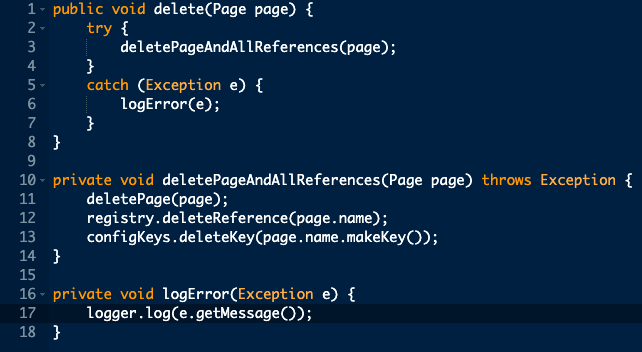 1 public void delete(Page page) {
2 try {
3 deletePageAndAllReferences(page);
4 }
5 catch (Exception e) {
6 logError(e);
7 }
8 }
9
10 private void deletePageAndAllReferences(Page page) throws Exception {
11 deletePage(page);
12 registry.deleteReference(page.name);
13 configKeys.deleteKey(page.name.makeKey());
14 }
15
16 private void logError(Exception e) {
17 logger.log(e.getMessage());
18 }